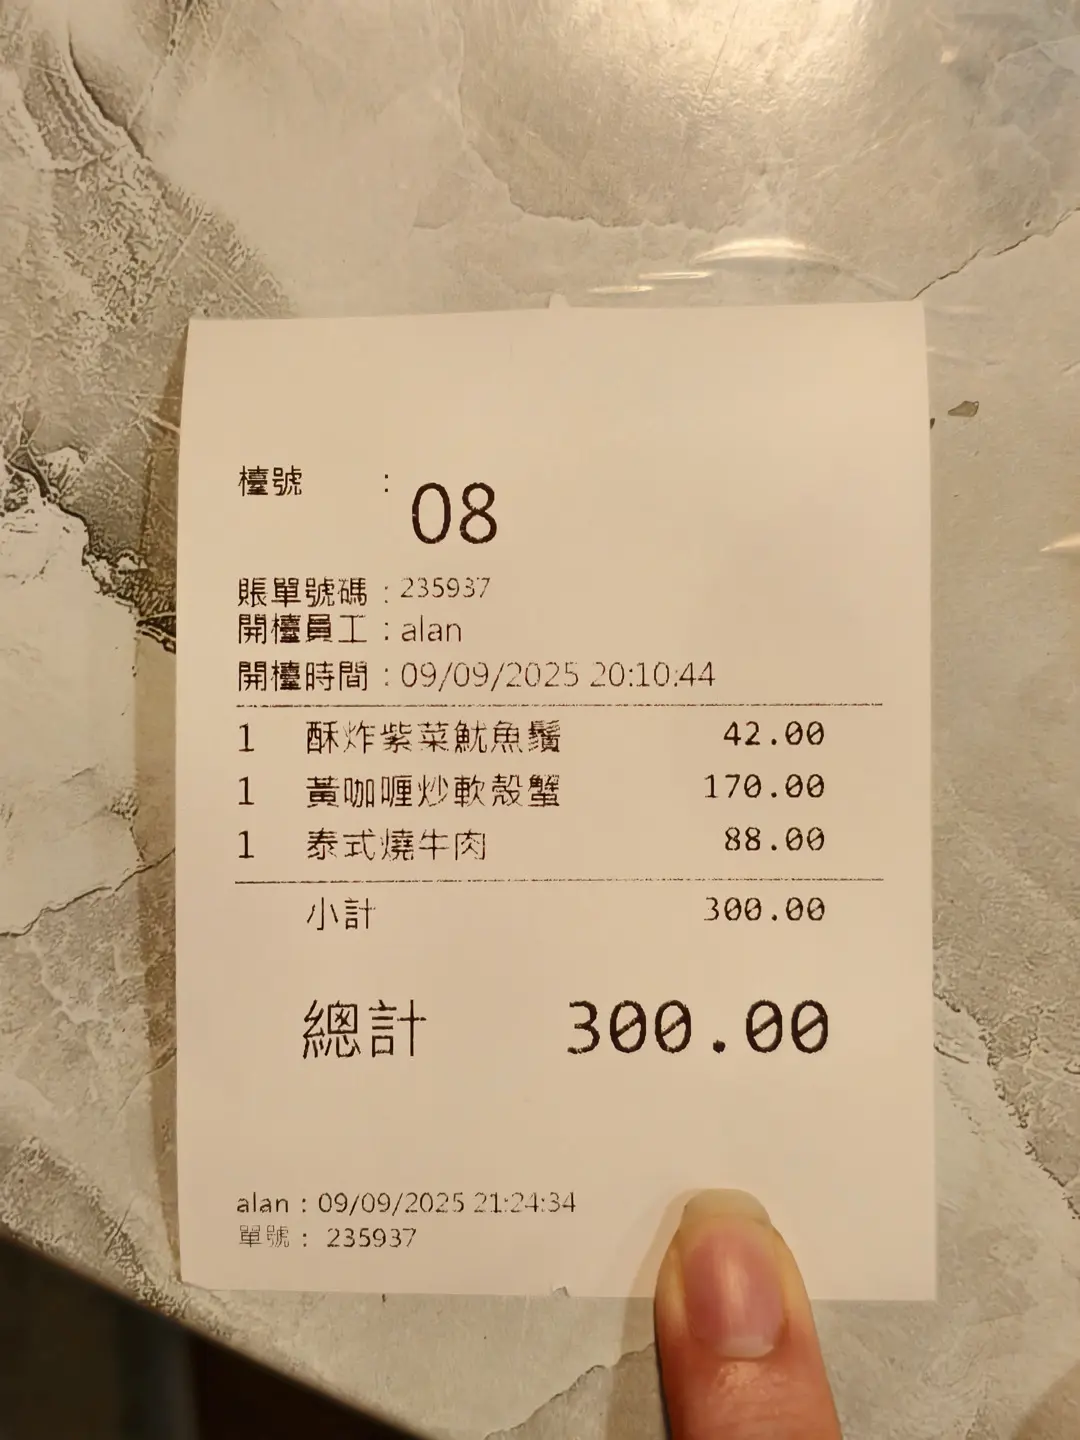 檯號 : 08
賬單號碼 : 235937
開檯員工 : alan
開檯時間 : 09/09/2025 20:10:44
1 酥炸紫菜魷魚鬚 42.00
1 黃咖喱炒軟殼蟹 170.00
1 泰式燒牛肉 88.00
小計 300.00
總計 300.00
alan : 09/09/2025 21:24:34
單號 : 235937